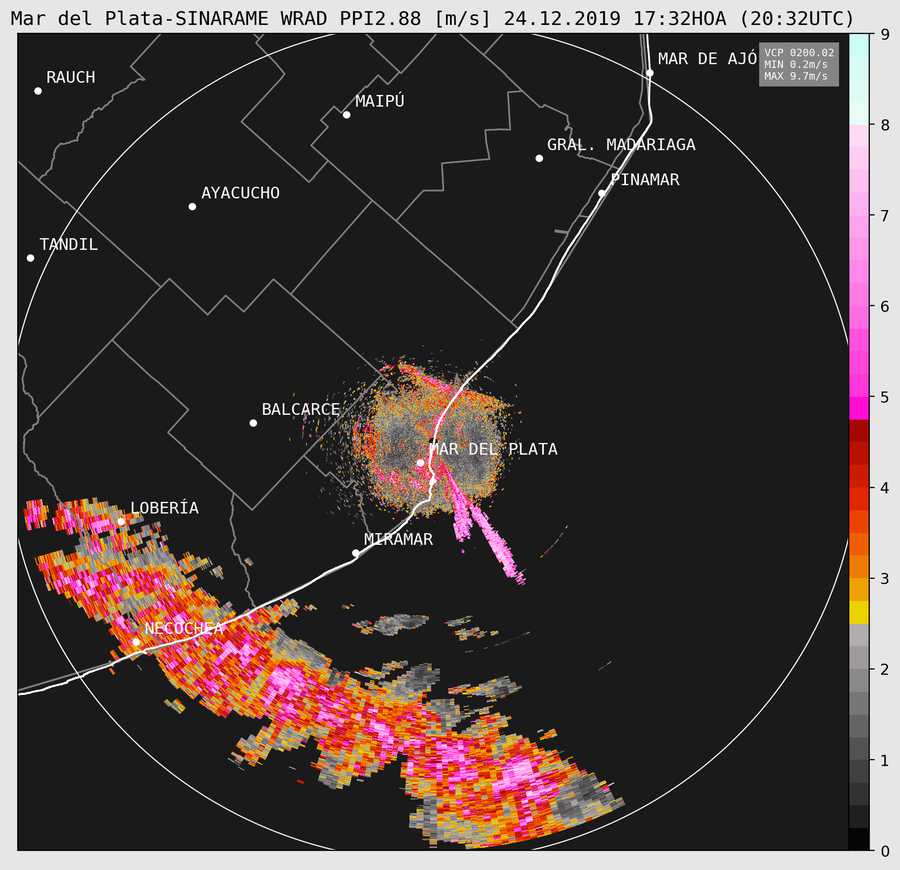 Mar del Plata-SINARAME WRAD PPI2.88 [m/s] 24.12.2019 17:32HOA (20:32UTC)
VCP 0200.02
MIN 0.2m/s
MAX 9.7m/s
MAR DE AJÓ
RAUCH
MAIPÚ
GRAL. MADARIAGA
PINAMAR
AYACUCHO
TANDIL
BALCARCE
MAR DEL PLATA
LOBERÍA
MIRAMAR
NECOCHEA
9
8
7
6
5
4
3
2
1
0